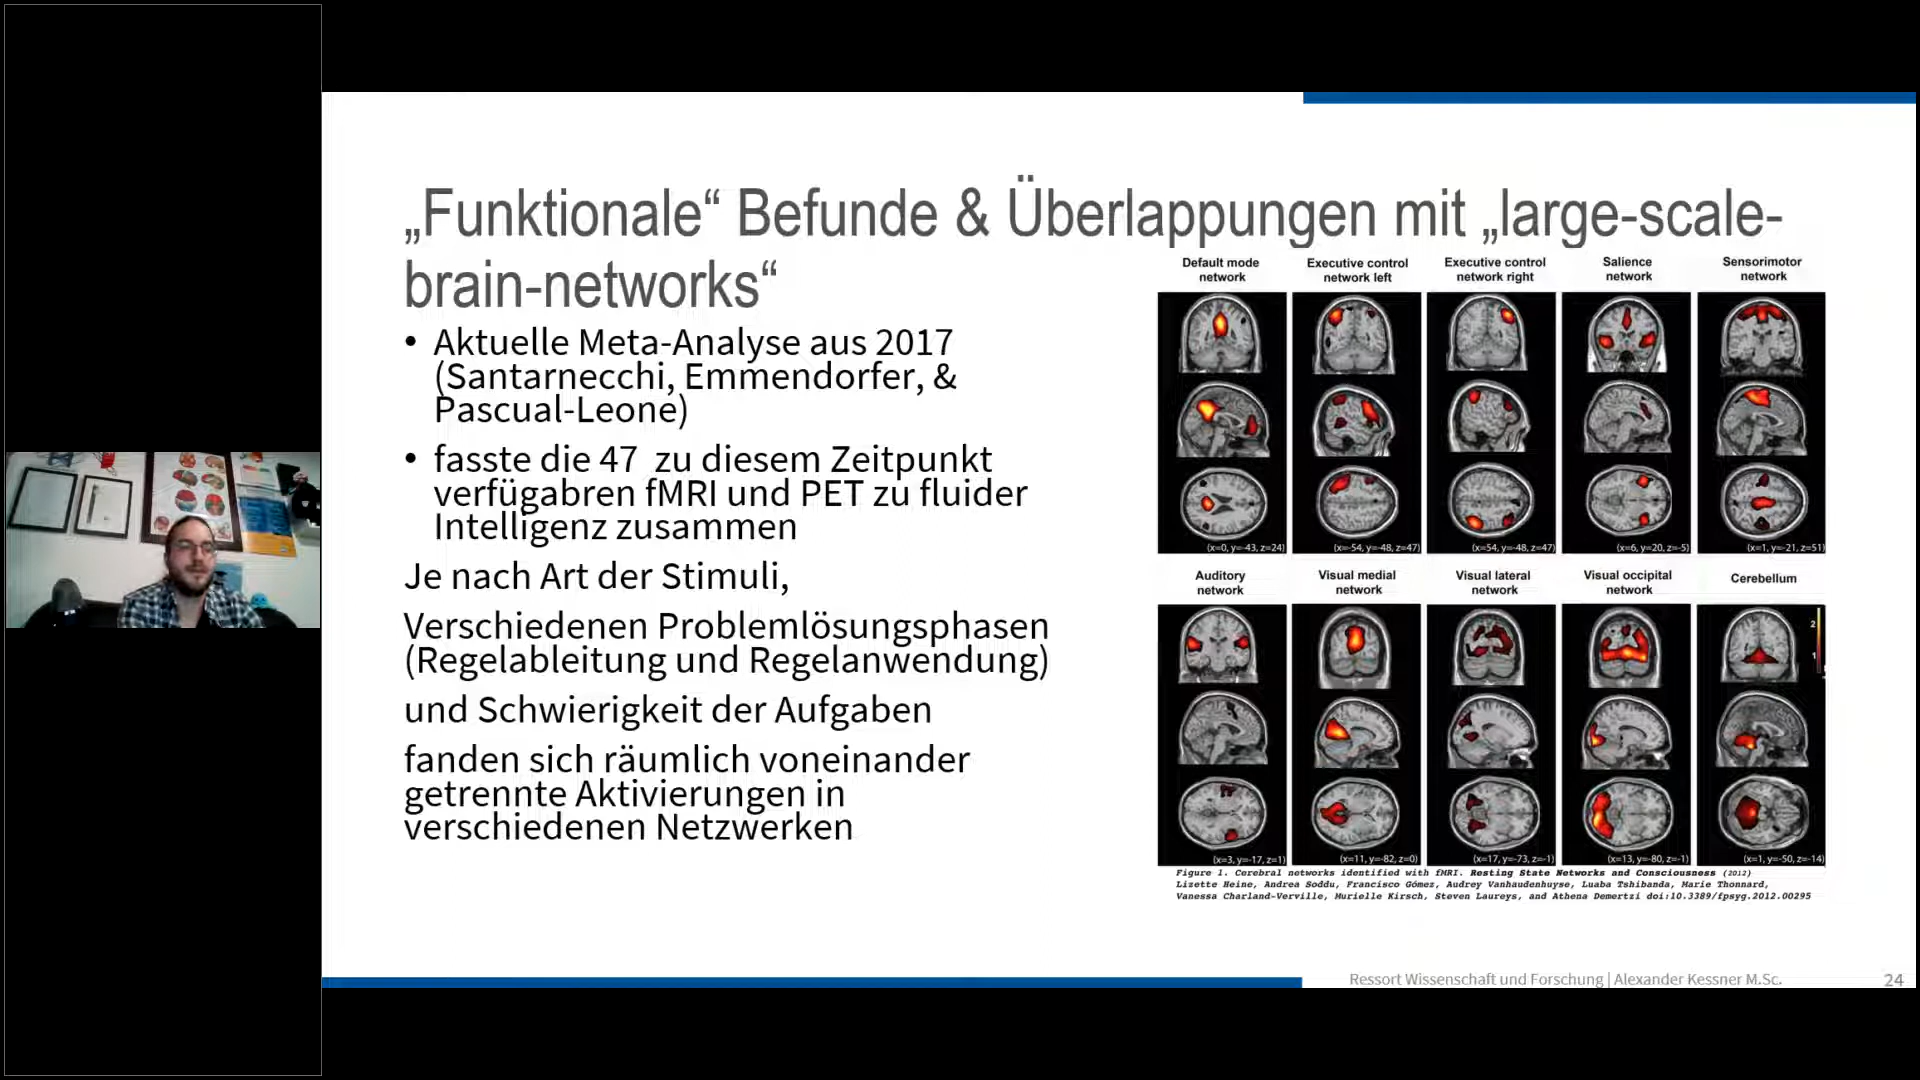 „Funktionale“ Befunde & Überlappungen mit „large-scale-
brain-networks“
• Aktuelle Meta-Analyse aus 2017
(Santarnecchi, Emmendorfer, &
Pascual-Leone)
• fasste die 47 zu diesem Zeitpunkt
verfügabren fMRI und PET zu fluider
Intelligenz zusammen
Je nach Art der Stimuli,
Verschiedenen Problemlösungsphasen
(Regelableitung und Regelanwendung)
und Schwierigkeit der Aufgaben
fanden sich räumlich voneinander
getrennte Aktivierungen in
verschiedenen Netzwerken
Default mode
network
Executive control
network left
Executive control
network right
Salience
network
Sensorimotor
network
(x=0, y=-43, z=24)
(x=-54, y=-48, z=47)
(x=54, y=-48, z=47)
(x=6, y=20, z=-5)
(x=1, y=-21, z=51)
Auditory
network
Visual medial
network
Visual lateral
network
Visual occipital
network
Cerebellum
2
1
(x=3, y=-17, z=1)
(x=11, y=-82, z=0)
(x=17, y=-73, z=-1)
(x=13, y=-80, z=-1)
(x=1, y=-50, z=-14)
Figure 1. Cerebral networks identified with fMRI. Resting State Networks and Consciousness (2012)
Lizette Heine, Andrea Soddu, Francisco Gómez, Audrey Vanhaudenhuyse, Luaba Tshibanda, Marie Thonnard,
Vanessa Charland-Verville, Murielle Kirsch, Steven Laureys, and Athena Demertzi doi:10.3389/fpsyg.2012.00295
Ressort Wissenschaft und Forschung | Alexander Kessner M.Sc.
24